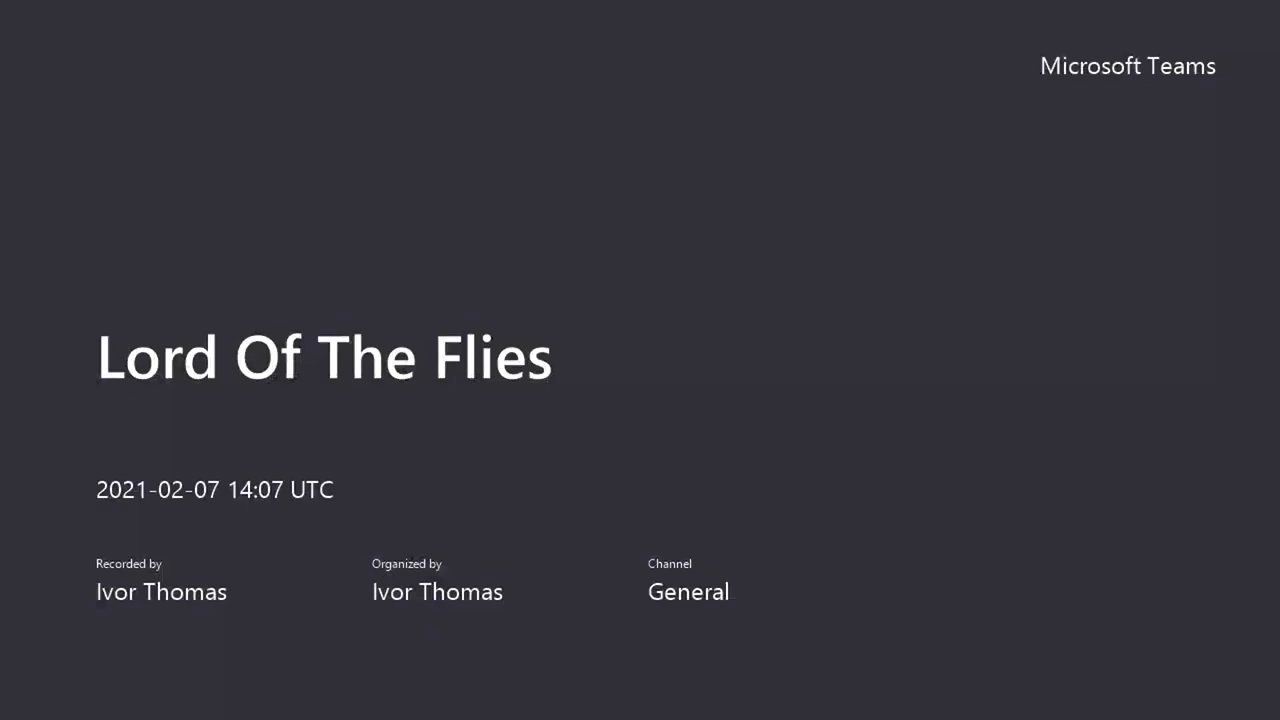 Microsoft Teams
Lord Of The Flies
2021-02-07 14:07 UTC
Recorded by
Ivor Thomas
Organized by
Ivor Thomas
Channel
General